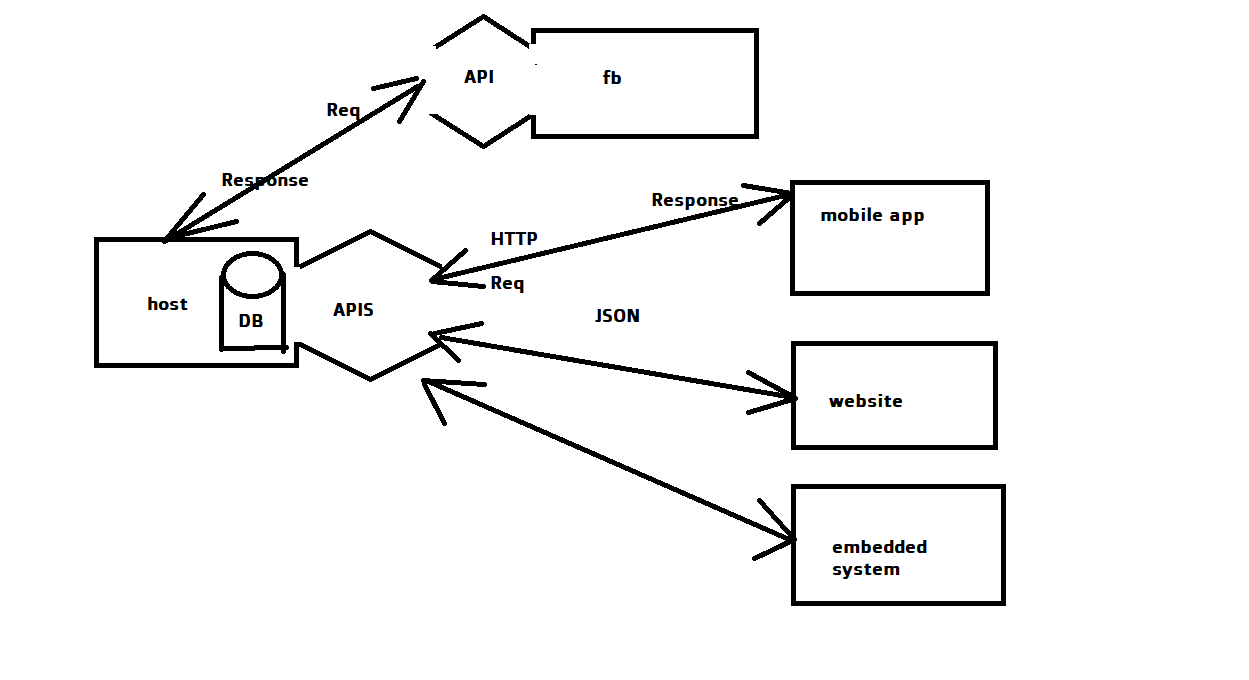 API
fb
Req
Response
Response
mobile app
HTTP
Req
host
DB
APIS
JSON
website
embedded
system